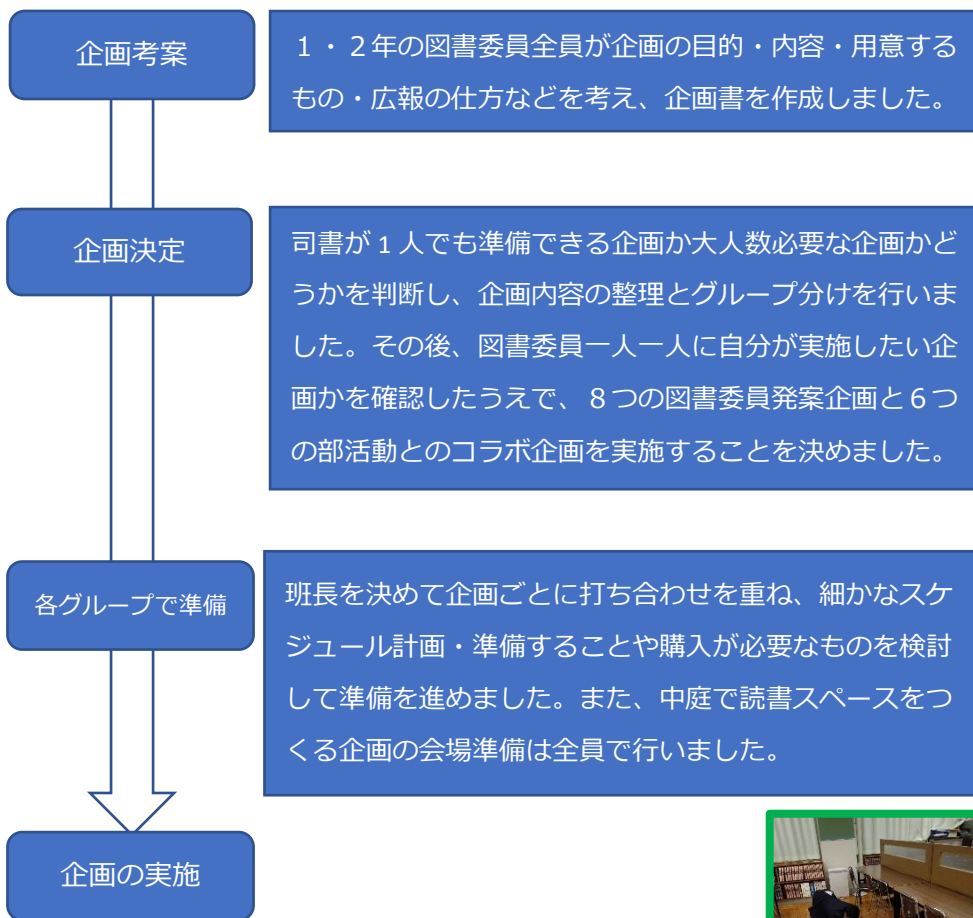 企画考案
１・２年の図書委員全員が企画の目的・内容・用意する
もの・広報の仕方などを考え、企画書を作成しました。
企画決定
司書が１人でも準備できる企画か大人数必要な企画かど
うかを判断し、企画内容の整理とグループ分けを行いま
した。その後、図書委員一人一人に自分が実施したい企
画かを確認したうえで、８つの図書委員発案企画と６つ
の部活動とのコラボ企画を実施することを決めました。
各グループで準備
班長を決めて企画ごとに打ち合わせを重ね、細かなスケ
ジュール計画・準備することや購入が必要なものを検討
して準備を進めました。また、中庭で読書スペースをつ
くる企画の会場準備は全員で行いました。
企画の実施